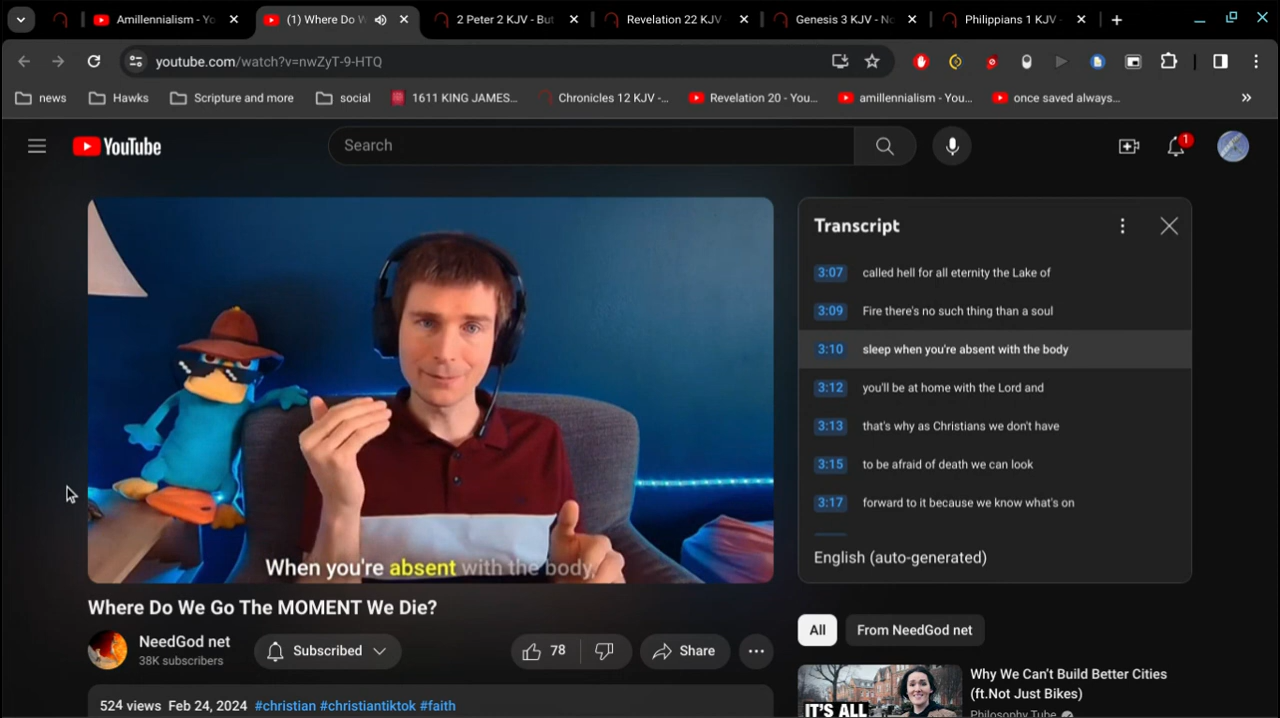 Amillennialism - Yo
(1) Where Do W
2 Peter 2 KJV - But
Revelation 22 KJV
Genesis 3 KJV - No
Philippians 1 KJV -
youtube.com/watch?v=nwZyT-9-HTQ
news
Hawks
Scripture and more
social
1611 KING JAMES...
Chronicles 12 KJV -...
Revelation 20 - You...
amillennialism - You...
once saved always...
»
YouTube
Search
1
Transcript
3:07 called hell for all eternity the Lake of
3:09 Fire there's no such thing than a soul
3:10 sleep when you're absent with the body
3:12 you'll be at home with the Lord and
3:13 that's why as Christians we don't have
3:15 to be afraid of death we can look
3:17 forward to it because we know what's on
English (auto-generated)
When you're absent with the body,
Where Do We Go The MOMENT We Die?
NeedGod net
38K subscribers
Subscribed
78
Share
524 views Feb 24, 2024 #christian #christiantiktok #faith
All
From NeedGod net
IT'S ALL
Why We Can't Build Better Cities
(ft.Not Just Bikes)
Philosophy Tube